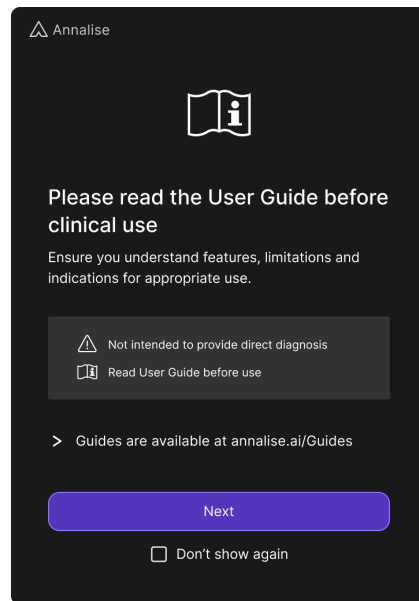 Annalise
Please read the User Guide before
clinical use
Ensure you understand features, limitations and
indications for appropriate use.
Not intended to provide direct diagnosis
Read User Guide before use
Guides are available at annalise.ai/Guides
Next
Don’t show again